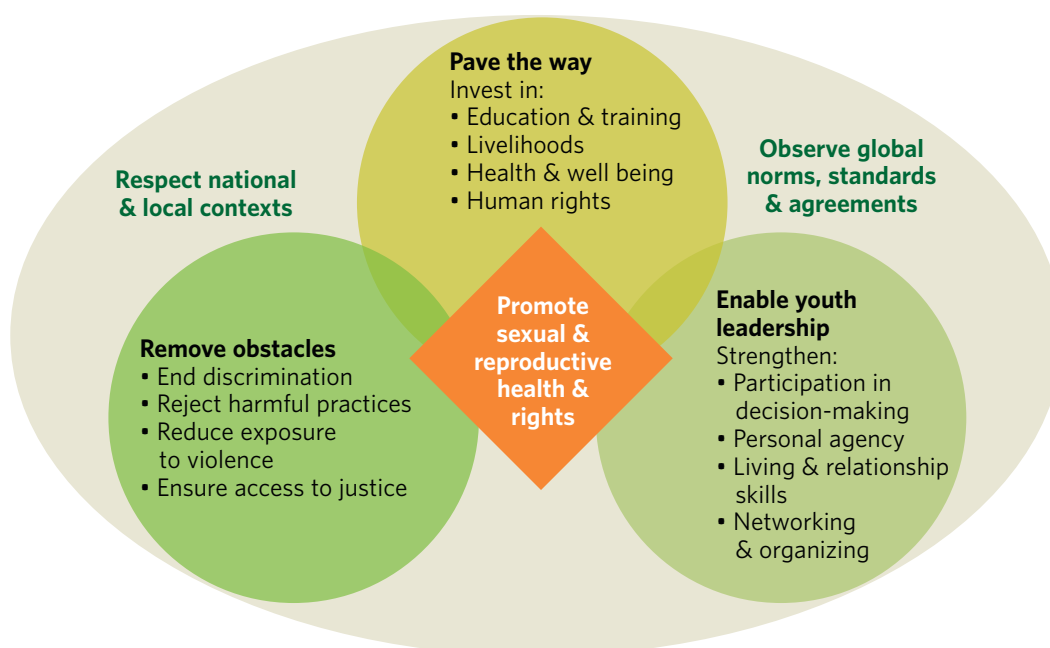 Pave the way
Invest in:
• Education & training
• Livelihoods
• Health & well being
• Human rights
Respect national
& local contexts
Observe global
norms, standards
& agreements
Remove obstacles
• End discrimination
• Reject harmful practices
• Reduce exposure
to violence
• Ensure access to justice
Promote
sexual &
reproductive
health &
rights
Enable youth
leadership
Strengthen:
• Participation in
decision-making
• Personal agency
• Living & relationship
skills
• Networking
& organizing